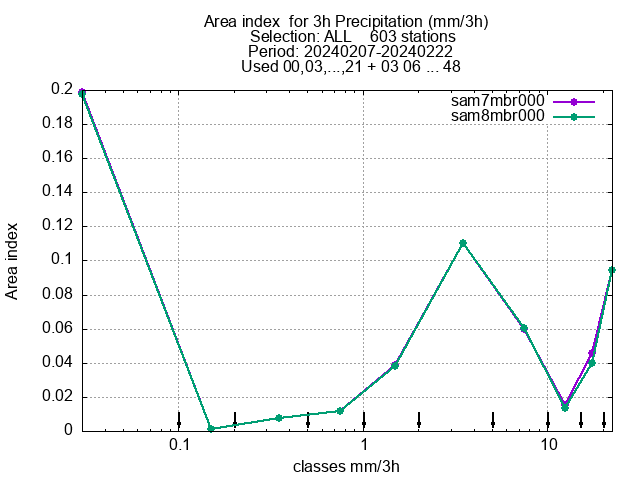 Area index  for 3h Precipitation (mm/3h)
Selection: ALL    603 stations
Period: 20240207-20240222
Used 00,03,...,21 + 03 06 ... 48
sam7mbr000
sam8mbr000
0.2
0.18
0.16
0.14
0.12
0.1
0.08
0.06
0.04
0.02
0
Area index
0.1
1
10
classes mm/3h